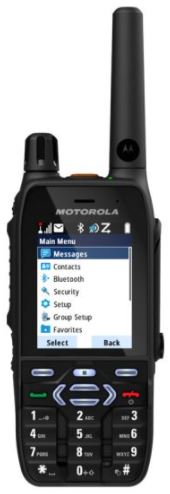 MOTOROLA
Main Menu
Messages
Contacts
Bluetooth
Security
Setup
Group Setup
Favorites
Select Back
1
2 ABC
3 DEF
4 GHI
5 JKL
MNO 6
7 PQRS
8 TUV
WXYZ 9
* 0 #